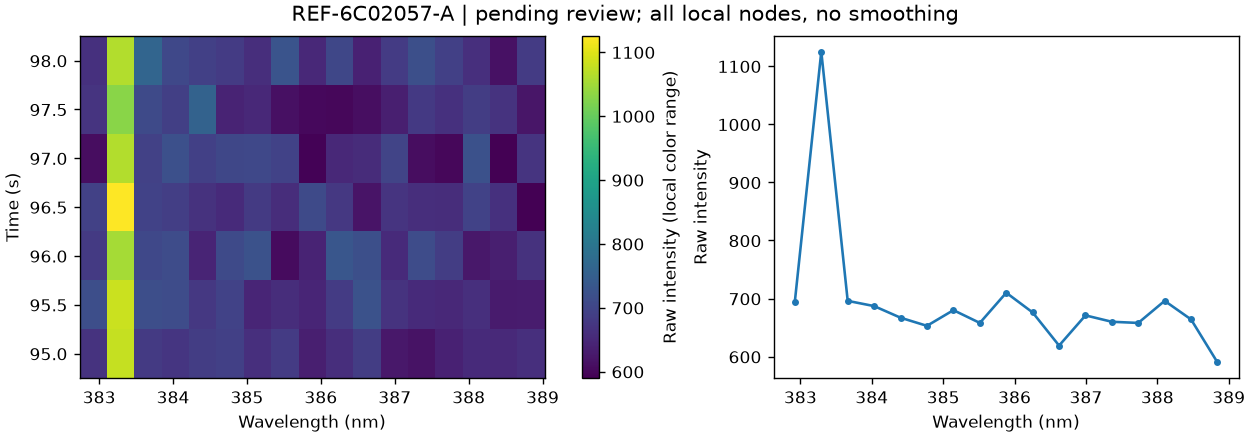 REF-6C02057-A | pending review; all local nodes, no smoothing
Time (s)
98.0
97.5
97.0
96.5
96.0
95.5
95.0
383 384 385 386 387 388 389
Wavelength (nm)
1100
1000
900
800
700
600
Raw intensity (local color range)
Raw intensity
1100
1000
900
800
700
600
383 384 385 386 387 388 389
Wavelength (nm)